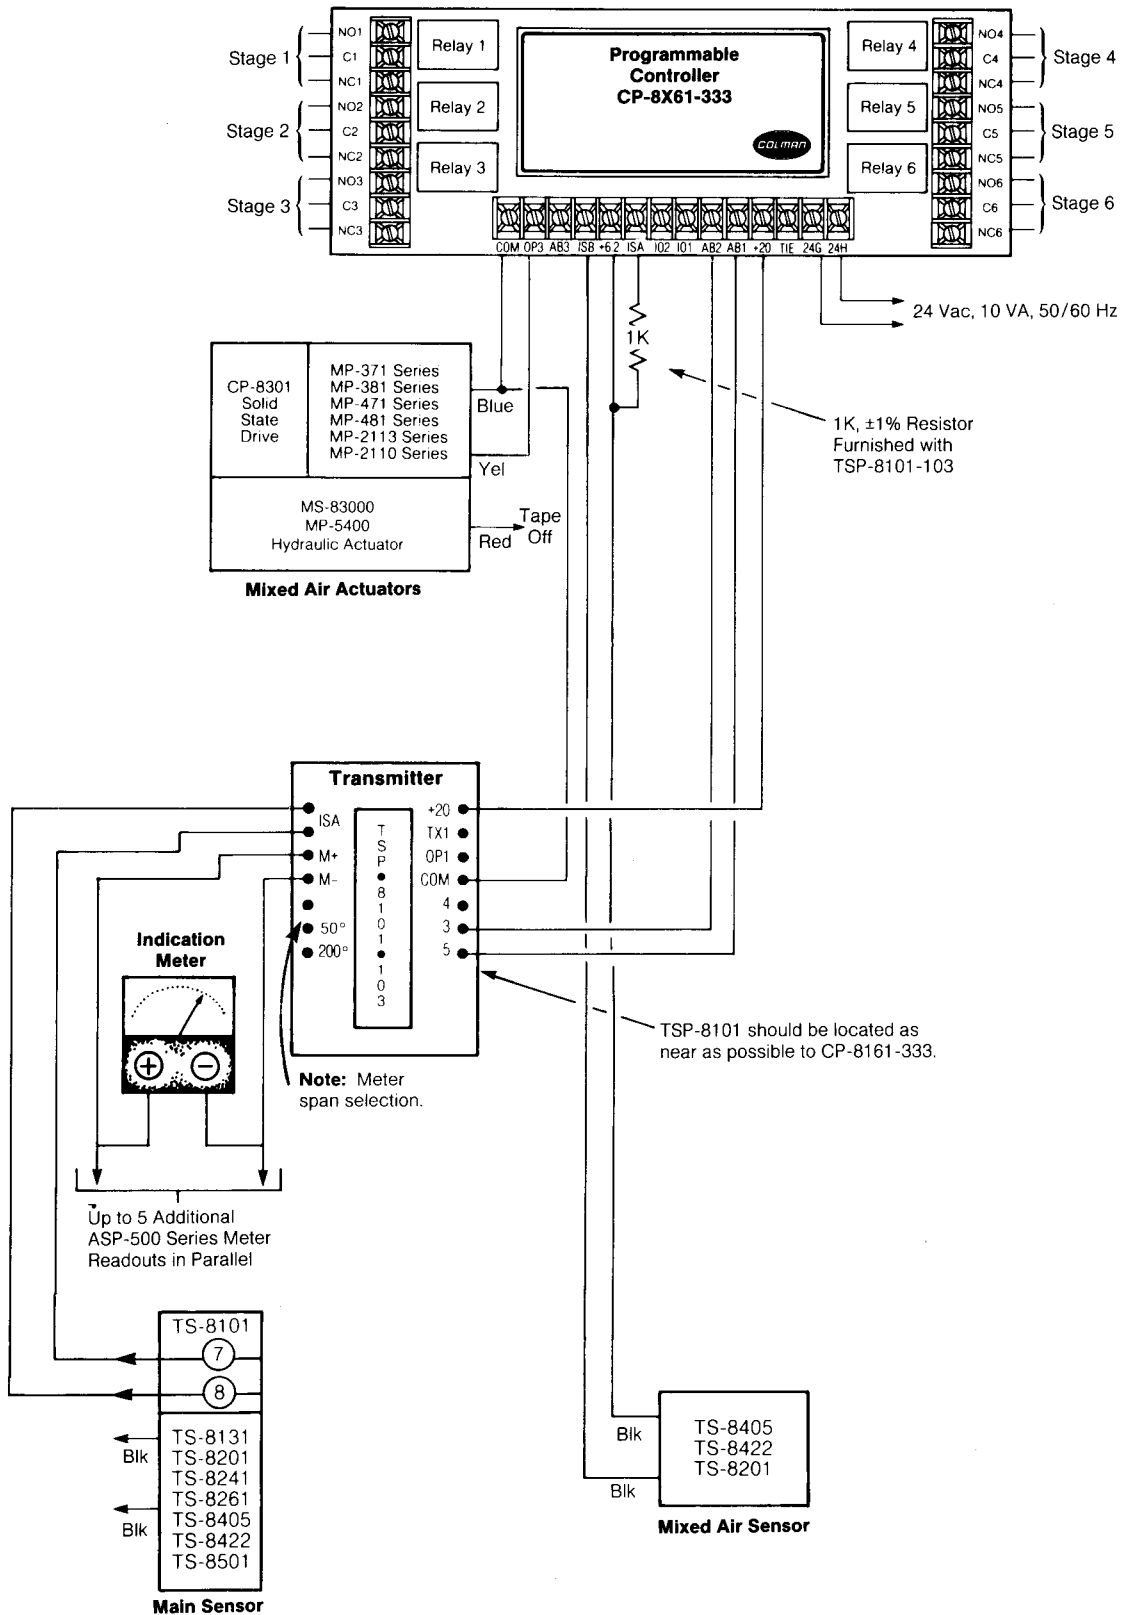 Stage 1
NO1
C1
NC1
Stage 2
NO2
C2
NC2
Stage 3
NO3
C3
NC3
Relay 1
Relay 2
Relay 3
Programmable
Controller
CP-8X61-333
COLMAN
Relay 4
Relay 5
Relay 6
NO4
C4
NC4
Stage 4
NO5
C5
NC5
Stage 5
NO6
C6
NC6
Stage 6
COM OP3 AB3 ISB +6.2 ISA IO2 IO1 AB2 AB1 +20 TIE 24G 24H
24 Vac, 10 VA, 50/60 Hz
1K
1K, ±1% Resistor
Furnished with
TSP-8101-103
CP-8301
Solid
State
Drive
MP-371 Series
MP-381 Series
MP-471 Series
MP-481 Series
MP-2113 Series
MP-2110 Series
Blue
Yel
MS-83000
MP-5400
Hydraulic Actuator
Red
Tape
Off
Mixed Air Actuators
Transmitter
ISA
M+
M-
50°
200°
TSP•8101•103
+20
TX1
OP1
COM
4
3
5
Indication
Meter
+
−
Note: Meter
span selection.
TSP-8101 should be located as
near as possible to CP-8161-333.
Up to 5 Additional
ASP-500 Series Meter
Readouts in Parallel
TS-8101
7
8
Blk
Blk
TS-8131
TS-8201
TS-8241
TS-8261
TS-8405
TS-8422
TS-8501
Main Sensor
Blk
Blk
TS-8405
TS-8422
TS-8201
Mixed Air Sensor